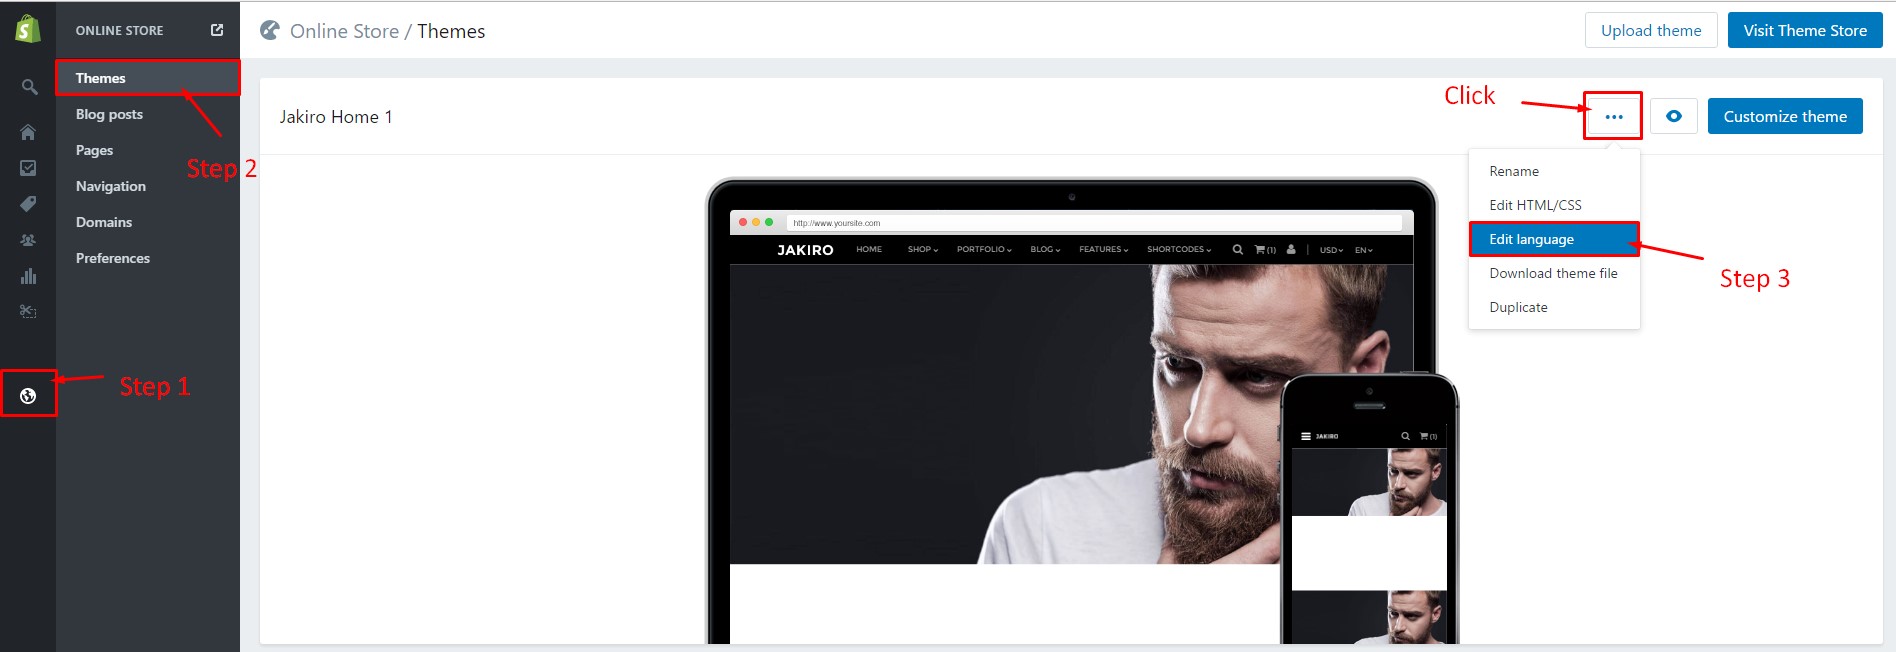 ONLINE STORE
Themes
Blog posts
Pages
Navigation
Domains
Preferences
Step 2
Step 1
Online Store / Themes
Upload theme
Visit Theme Store
Jakiro Home 1
Click
•••
Customize theme
Rename
Edit HTML/CSS
Edit language
Download theme file
Duplicate
Step 3
http://www.yoursite.com
JAKIRO HOME SHOP PORTFOLIO BLOG FEATURES SHORTCODES (1) | USD EN
JAKIRO (1)